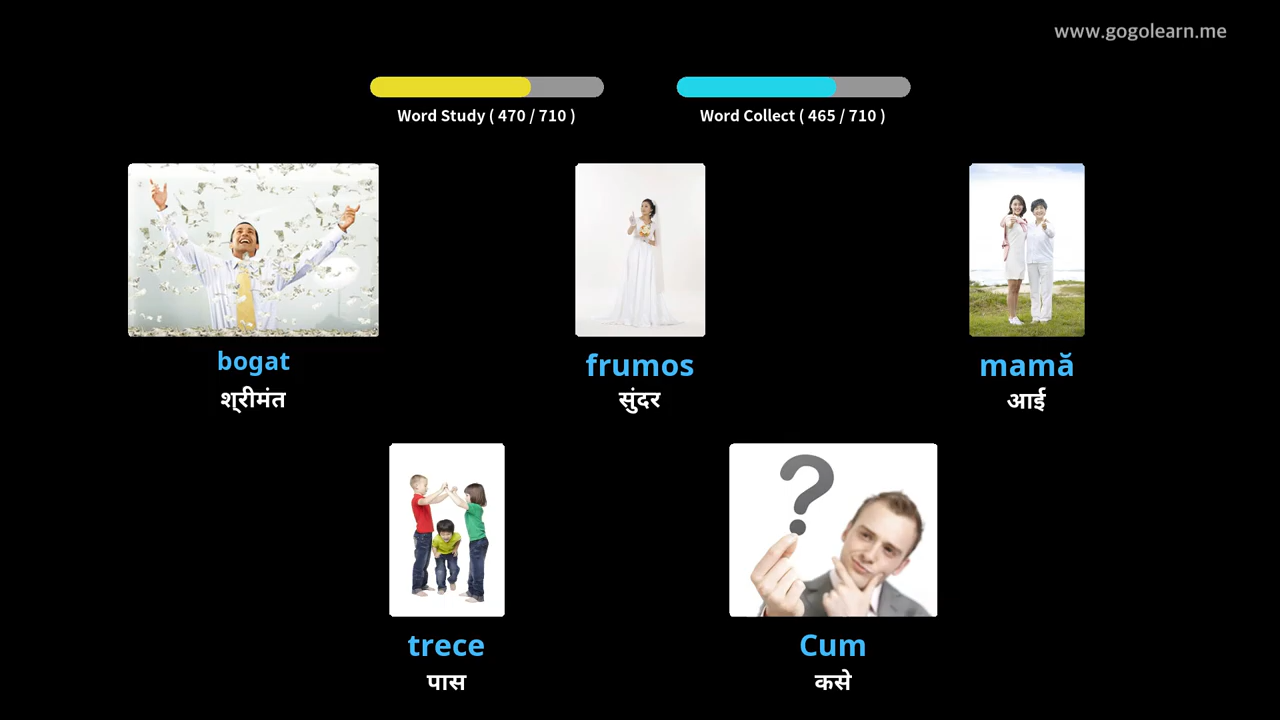 www.gogolearn.me
Word Study ( 470 / 710 )
Word Collect ( 465 / 710 )
bogat
श्रीमंत
frumos
सुंदर
mamă
आई
trece
पास
Cum
कसे